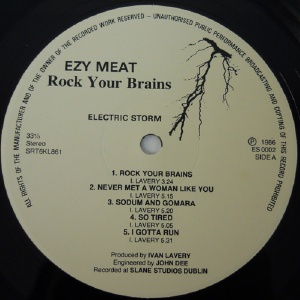 ALL RIGHTS OF THE MANUFACTURER AND OF THE OWNER OF THE RECORDED WORK RESERVED – UNAUTHORISED PUBLIC PERFORMANCE BROADCASTING AND COPYING OF THIS RECORD PROHIBITED
EZY MEAT
Rock Your Brains
ELECTRIC STORM
33⅓
Stereo
SRT6KL861
℗ 1986
ES 0002
SIDE A
1. ROCK YOUR BRAINS
I. LAVERY 3.24
2. NEVER MET A WOMAN LIKE YOU
I. LAVERY 5.15
3. SODUM AND GOMARA
I. LAVERY 5.20
4. SO TIRED
I. LAVERY 5.05
5. I GOTTA RUN
I. LAVERY 5.31
Produced by IVAN LAVERY
Engineered by JOHN DEE
Recorded at SLANE STUDIOS DUBLIN